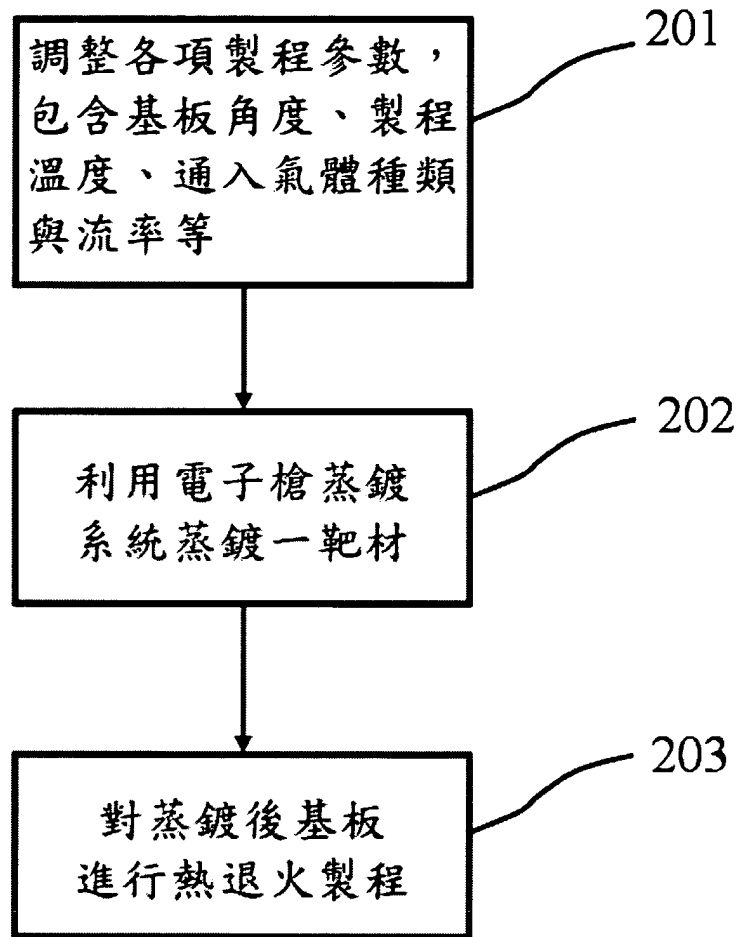 201
調整各項製程參數，
包含基板角度、製程
溫度、通入氣體種類
與流率等
202
利用電子槍蒸鍍
系統蒸鍍一靶材
203
對蒸鍍後基板
進行熱退火製程